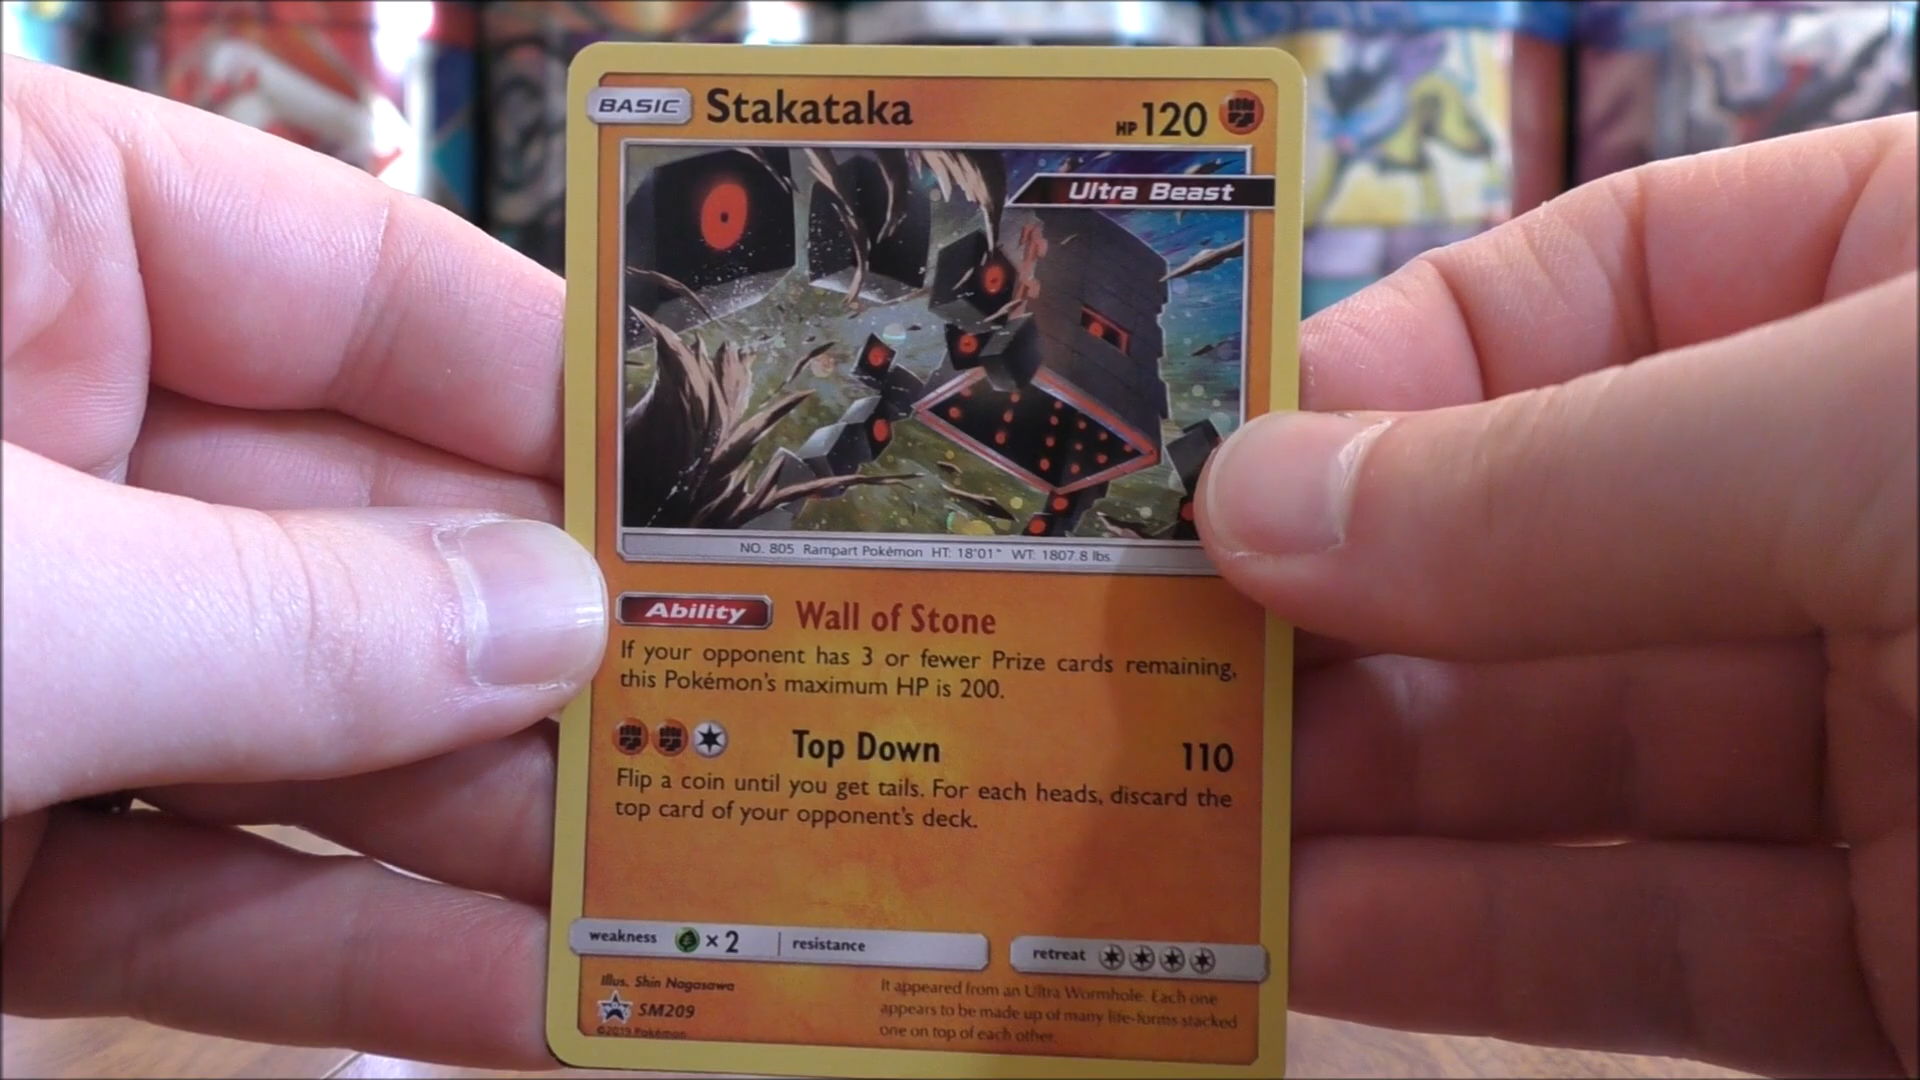 BASIC Stakataka HP 120
Ultra Beast
NO. 805 Rampart Pokémon HT: 18'01" WT: 1807.8 lbs.
Ability Wall of Stone
If your opponent has 3 or fewer Prize cards remaining,
this Pokémon's maximum HP is 200.
Top Down 110
Flip a coin until you get tails. For each heads, discard the
top card of your opponent's deck.
weakness ×2 resistance retreat
Illus. Shin Nagasawa
SM209
©2019 Pokémon
It appeared from an Ultra Wormhole. Each one
appears to be made up of many life-forms stacked
one on top of each other.